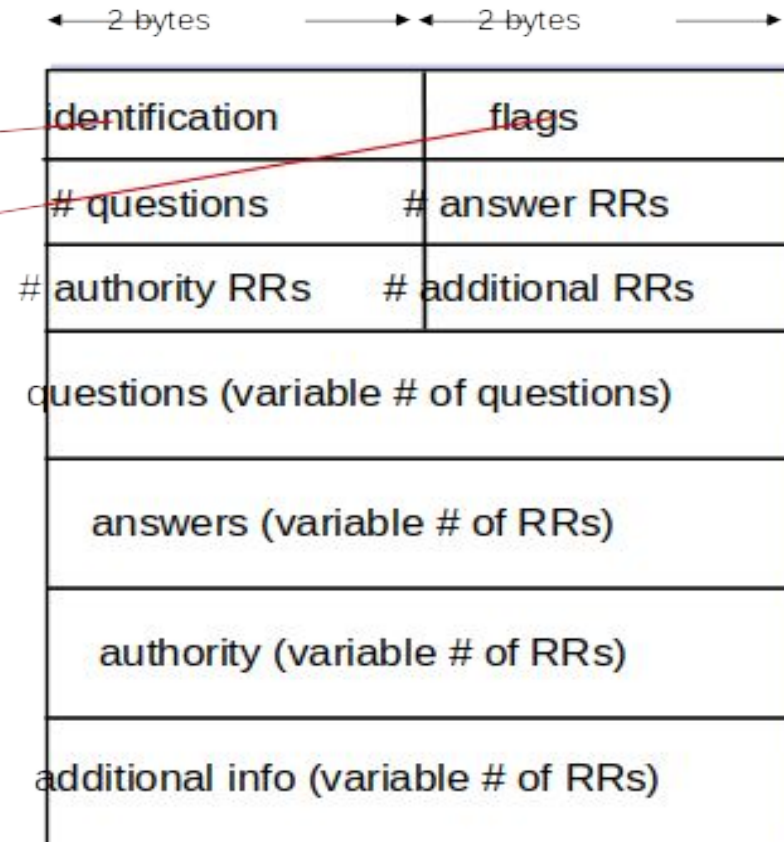 2 bytes 2 bytes
identification flags
# questions # answer RRs
# authority RRs # additional RRs
questions (variable # of questions)
answers (variable # of RRs)
authority (variable # of RRs)
additional info (variable # of RRs)